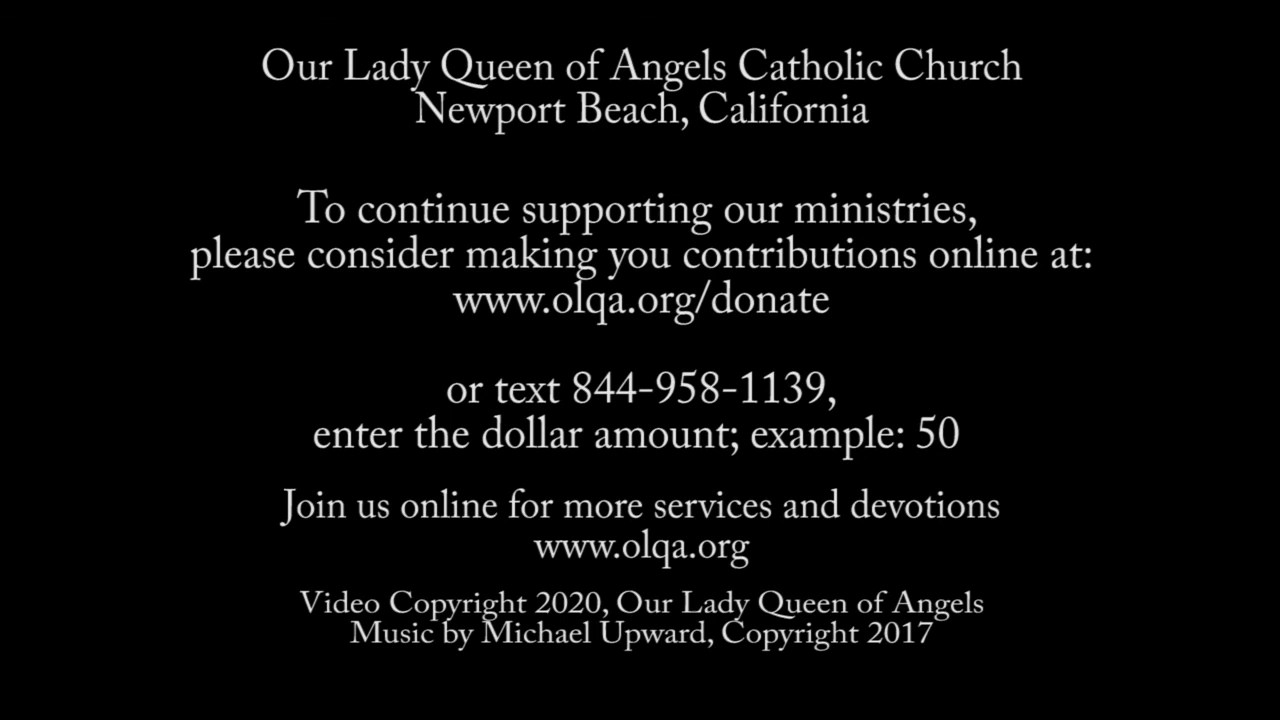 Our Lady Queen of Angels Catholic Church
Newport Beach, California
To continue supporting our ministries,
please consider making you contributions online at:
www.olqa.org/donate
or text 844-958-1139,
enter the dollar amount; example: 50
Join us online for more services and devotions
www.olqa.org
Video Copyright 2020, Our Lady Queen of Angels
Music by Michael Upward, Copyright 2017